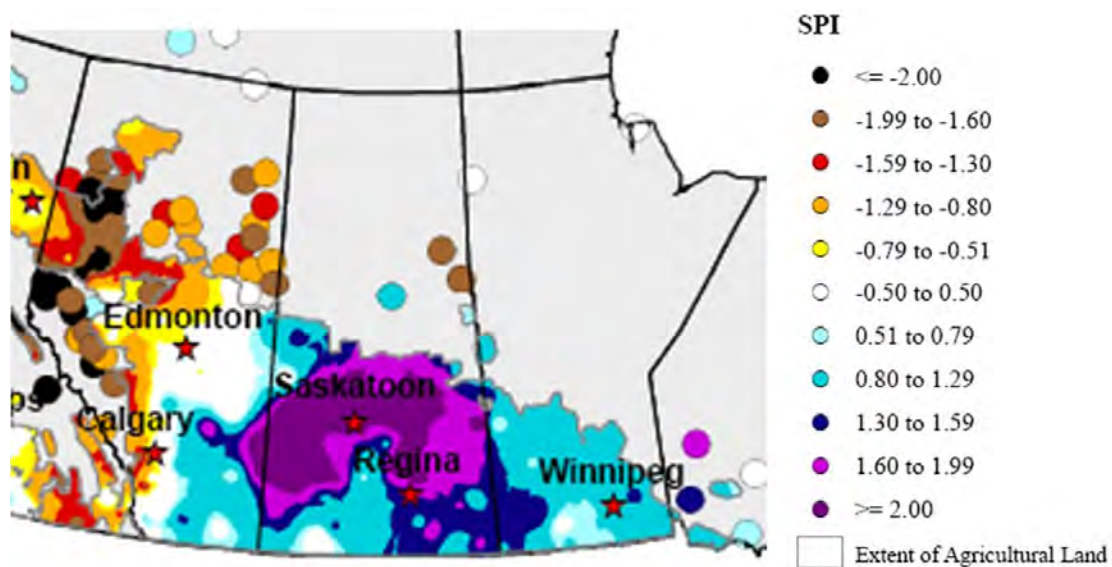 SPI
<= -2.00
-1.99 to -1.60
-1.59 to -1.30
-1.29 to -0.80
-0.79 to -0.51
-0.50 to 0.50
0.51 to 0.79
0.80 to 1.29
1.30 to 1.59
1.60 to 1.99
>= 2.00
Extent of Agricultural Land
n
Edmonton
Saskatoon
ps
Calgary
Regina
Winnipeg